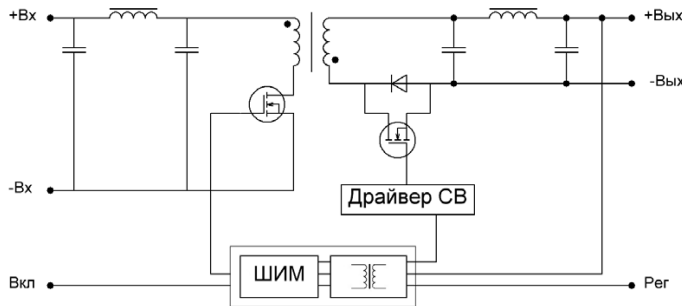 +Вх
+Вых
-Вых
-Вх
Драйвер СВ
ШИМ
Вкл
Рег